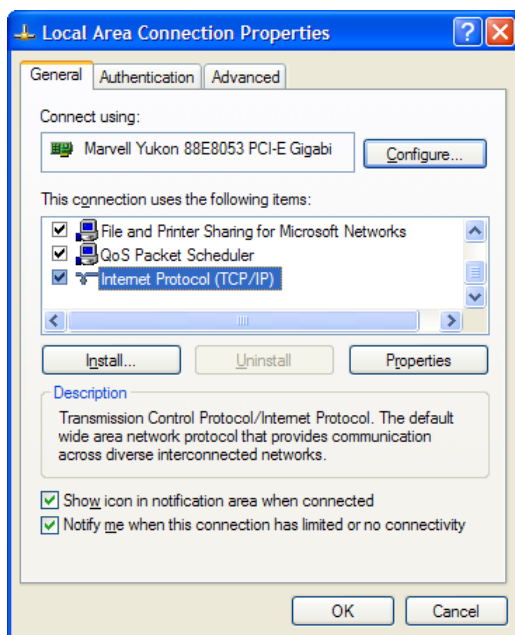 Local Area Connection Properties
General Authentication Advanced
Connect using:
Marvell Yukon 88E8053 PCI-E Gigabi
Configure...
This connection uses the following items:
File and Printer Sharing for Microsoft Networks
QoS Packet Scheduler
Internet Protocol (TCP/IP)
Install... Uninstall Properties
Description
Transmission Control Protocol/Internet Protocol. The default
wide area network protocol that provides communication
across diverse interconnected networks.
Show icon in notification area when connected
Notify me when this connection has limited or no connectivity
OK Cancel